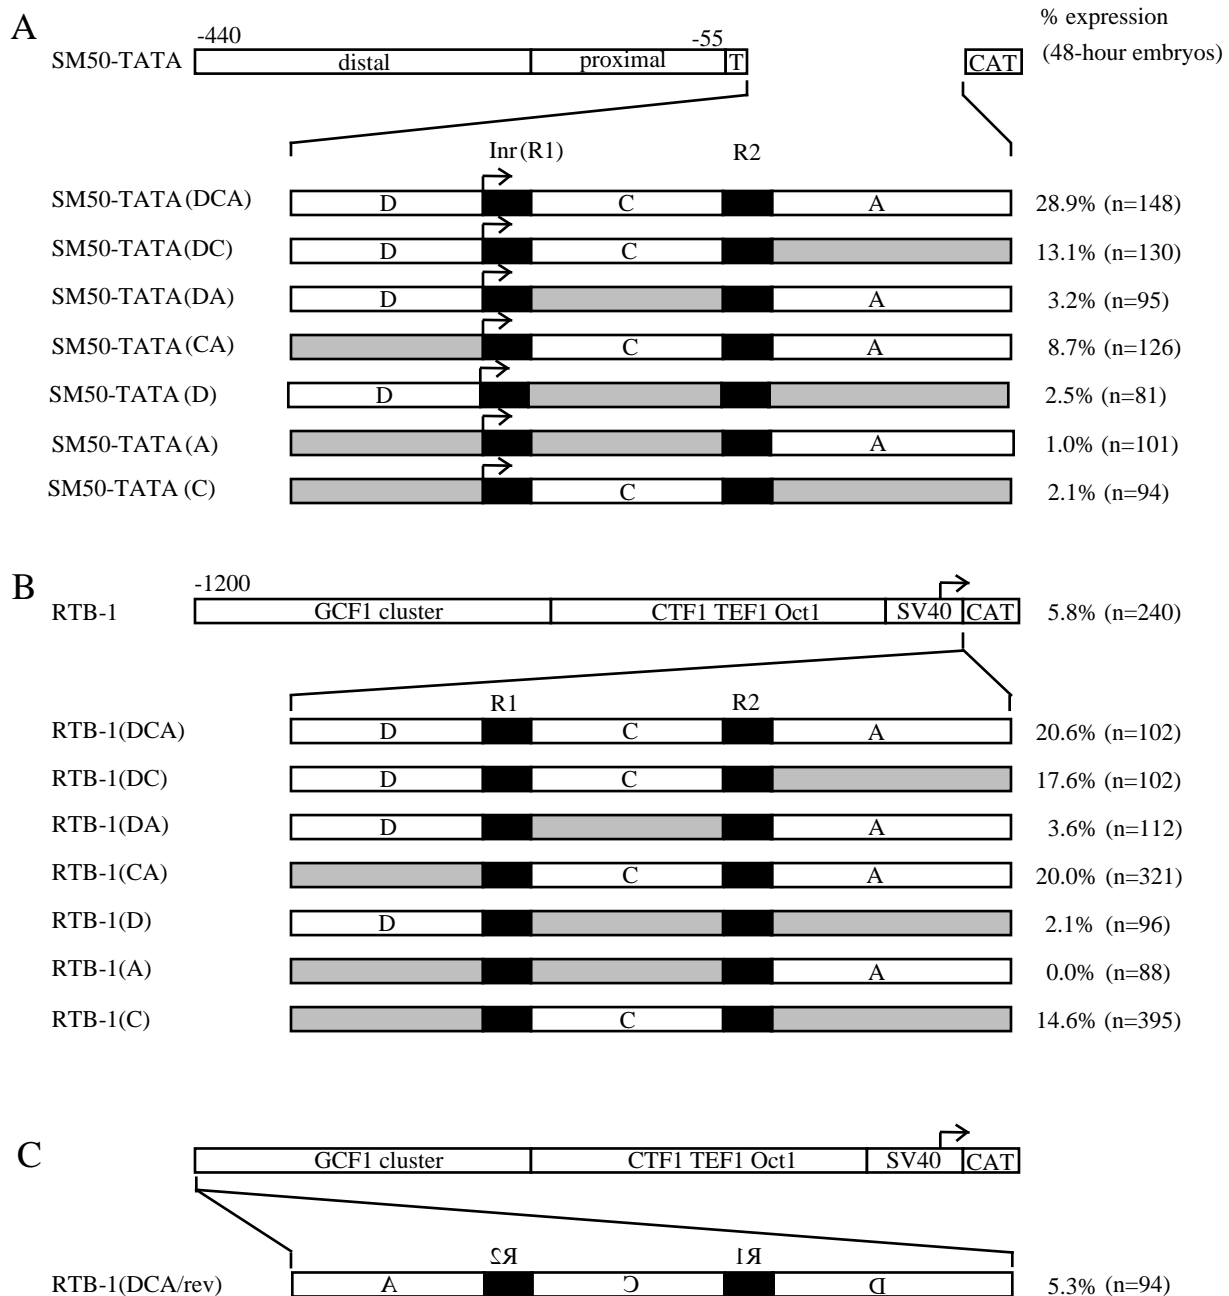 A
% expression
(48-hour embryos)
-440
-55
SM50-TATA distal proximal T CAT
Inr(R1) R2
SM50-TATA(DCA) D C A 28.9% (n=148)
SM50-TATA(DC) D C 13.1% (n=130)
SM50-TATA(DA) D A 3.2% (n=95)
SM50-TATA(CA) C A 8.7% (n=126)
SM50-TATA(D) D 2.5% (n=81)
SM50-TATA(A) A 1.0% (n=101)
SM50-TATA (C) C 2.1% (n=94)
B
-1200
RTB-1 GCF1 cluster CTF1 TEF1 Oct1 SV40 CAT 5.8% (n=240)
R1 R2
RTB-1(DCA) D C A 20.6% (n=102)
RTB-1(DC) D C 17.6% (n=102)
RTB-1(DA) D A 3.6% (n=112)
RTB-1(CA) C A 20.0% (n=321)
RTB-1(D) D 2.1% (n=96)
RTB-1(A) A 0.0% (n=88)
RTB-1(C) C 14.6% (n=395)
C
GCF1 cluster CTF1 TEF1 Oct1 SV40 CAT
R2 R1
RTB-1(DCA/rev) A C D 5.3% (n=94)